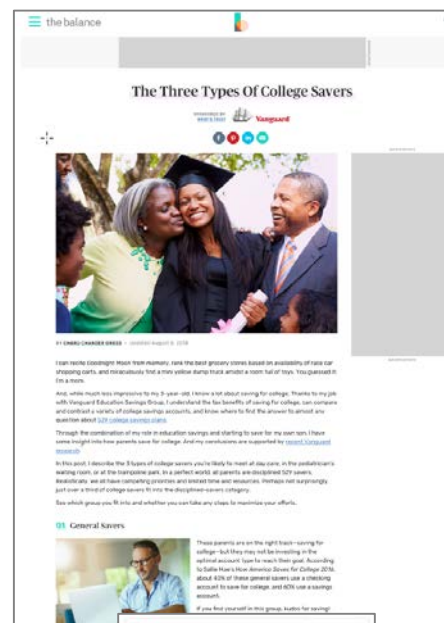 the balance
The Three Types Of College Savers
SPONSORED BY
WHAT'S THIS?
Vanguard
BY CHARU CHANDER GREGG • Updated August 9, 2018
I can recite Goodnight Moon from memory, rank the best grocery stores based on availability of race car
shopping carts, and miraculously find a mini yellow dump truck amidst a room full of toys. You guessed it:
I'm a mom.
And, while much less impressive to my 3-year-old, I know a lot about saving for college. Thanks to my job
with Vanguard Education Savings Group, I understand the tax benefits of saving for college, can compare
and contrast a variety of college savings accounts, and know where to find the answer to almost any
question about 529 college savings plans.
Through the combination of my role in education savings and starting to save for my own son, I have
some insight into how parents save for college. And my conclusions are supported by recent Vanguard
research.
In this post, I describe the 3 types of college savers you're likely to meet at day care, in the pediatrician's
waiting room, or at the trampoline park. In a perfect world, all parents are disciplined 529 savers.
Realistically, we all have competing priorities and limited time and resources. Perhaps not surprisingly,
just over a third of college savers fit into the disciplined-savers category.
See which group you fit into and whether you can take any steps to maximize your efforts.
01 General Savers
These parents are on the right track—saving for
college—but they may not be investing in the
optimal account type to reach their goal. According
to Sallie Mae's How America Saves for College 2016,
about 43% of these general savers use a checking
account to save for college, and 60% use a savings
account.
If you find yourself in this group, kudos for saving!